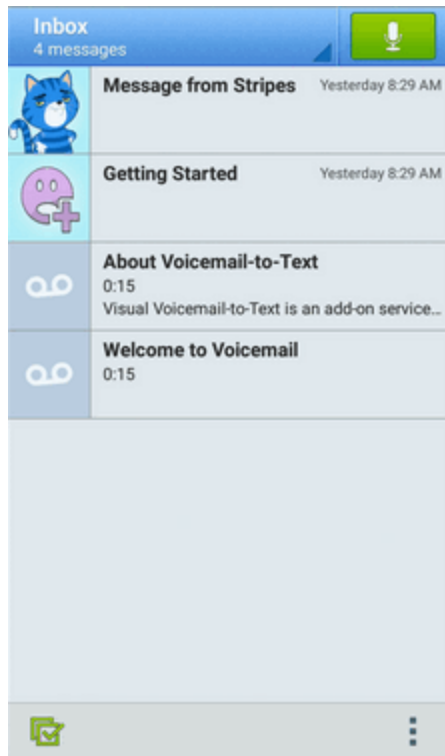 Inbox
4 messages
Message from Stripes Yesterday 8:29 AM
Getting Started Yesterday 8:29 AM
About Voicemail-to-Text
0:15
Visual Voicemail-to-Text is an add-on service...
Welcome to Voicemail
0:15